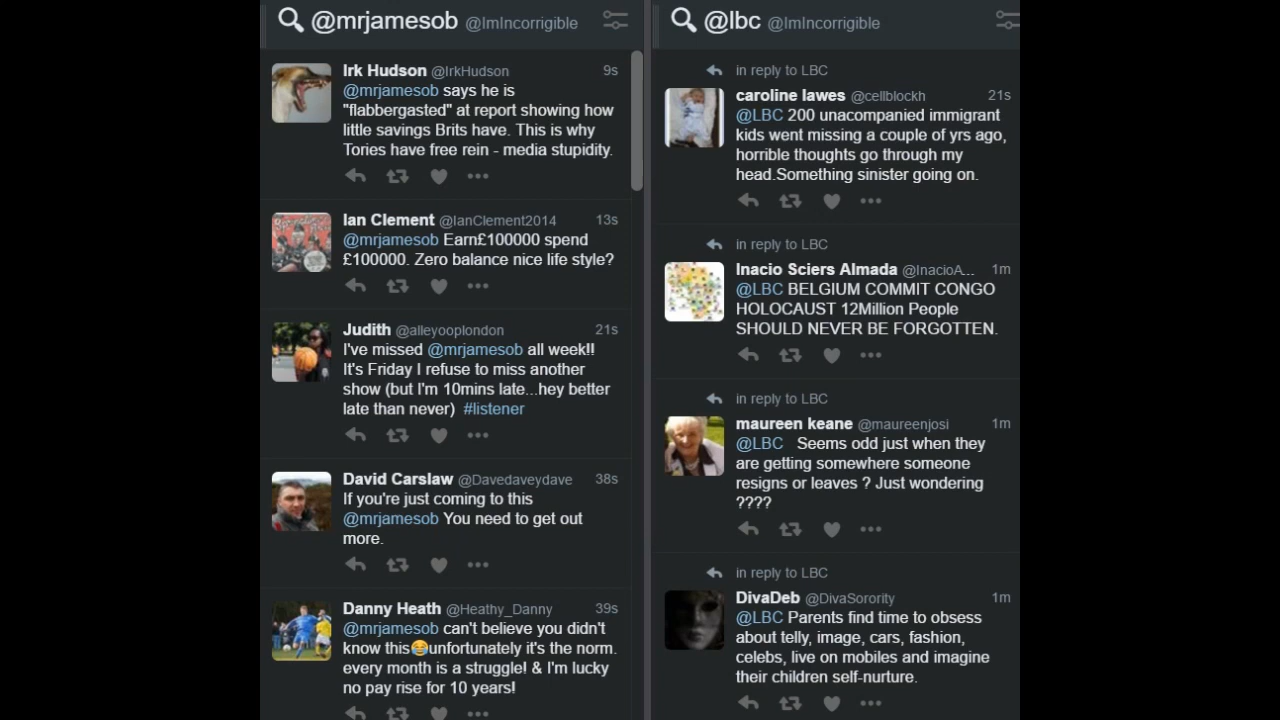 @mrjamesob @ImIncorrigible
Irk Hudson @IrkHudson 9s
@mrjamesob says he is
"flabbergasted" at report showing how
little savings Brits have. This is why
Tories have free rein - media stupidity.
Ian Clement @IanClement2014 13s
@mrjamesob Earn£100000 spend
£100000. Zero balance nice life style?
Judith @alleyooplondon 21s
I've missed @mrjamesob all week!!
It's Friday I refuse to miss another
show (but I'm 10mins late...hey better
late than never) #listener
David Carslaw @Davedaveydave 38s
If you're just coming to this
@mrjamesob You need to get out
more.
Danny Heath @Heathy_Danny 39s
@mrjamesob can't believe you didn't
know this😂unfortunately it's the norm.
every month is a struggle! & I'm lucky
no pay rise for 10 years!
@lbc @ImIncorrigible
in reply to LBC
caroline lawes @cellblockh 21s
@LBC 200 unacompanied immigrant
kids went missing a couple of yrs ago,
horrible thoughts go through my
head.Something sinister going on.
in reply to LBC
Inacio Sciers Almada @InacioA... 1m
@LBC BELGIUM COMMIT CONGO
HOLOCAUST 12Million People
SHOULD NEVER BE FORGOTTEN.
in reply to LBC
maureen keane @maureenjosi 1m
@LBC Seems odd just when they
are getting somewhere someone
resigns or leaves ? Just wondering
????
in reply to LBC
DivaDeb @DivaSorority 1m
@LBC Parents find time to obsess
about telly, image, cars, fashion,
celebs, live on mobiles and imagine
their children self-nurture.